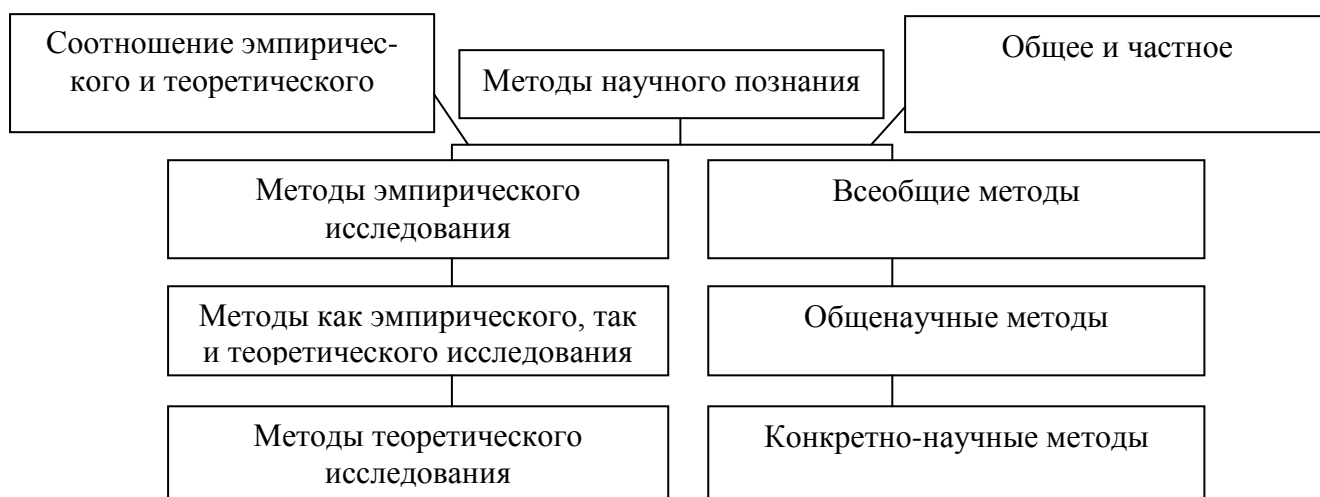 Соотношение эмпиричес-
кого и теоретического
Методы научного познания
Общее и частное
Методы эмпирического
исследования
Всеобщие методы
Методы как эмпирического, так
и теоретического исследования
Общенаучные методы
Методы теоретического
исследования
Конкретно-научные методы